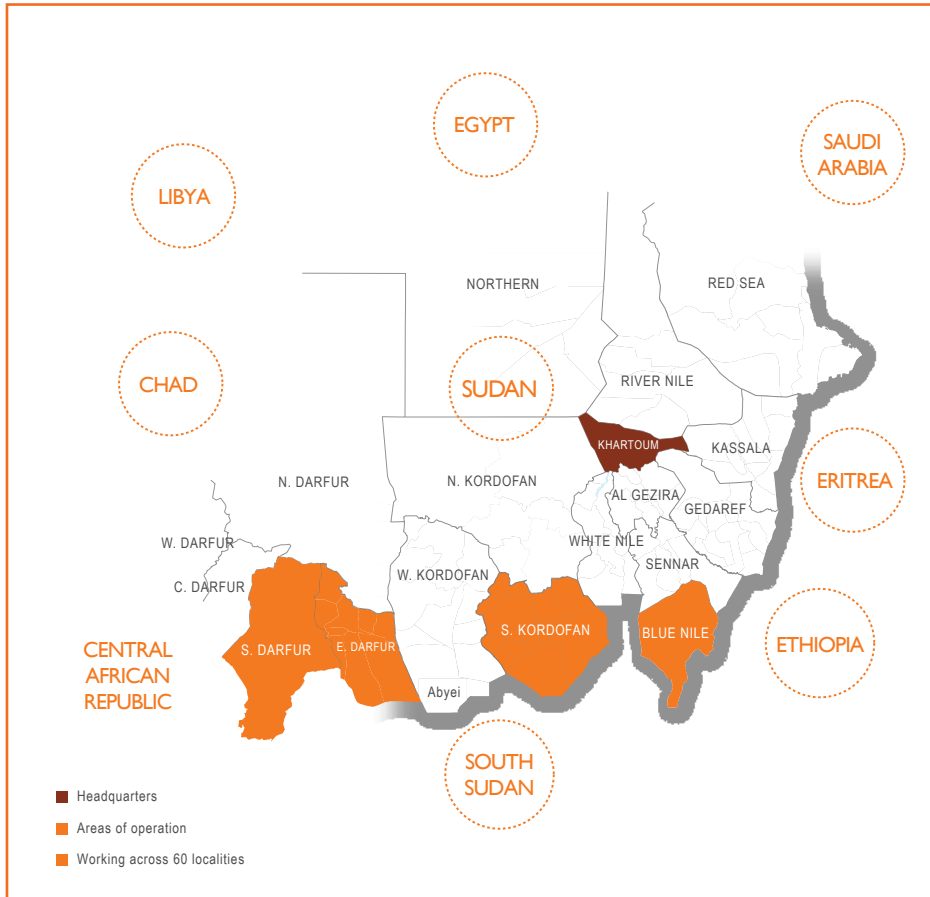 EGYPT
SAUDI
ARABIA
LIBYA
NORTHERN
RED SEA
CHAD
SUDAN
RIVER NILE
KHARTOUM
KASSALA
N. DARFUR
N. KORDOFAN
AL GEZIRA
ERITREA
GEDAREF
W. DARFUR
WHITE NILE
SENNAR
C. DARFUR
W. KORDOFAN
S. DARFUR
E. DARFUR
S. KORDOFAN
BLUE NILE
ETHIOPIA
CENTRAL
AFRICAN
REPUBLIC
Abyei
SOUTH
SUDAN
Headquarters
Areas of operation
Working across 60 localities